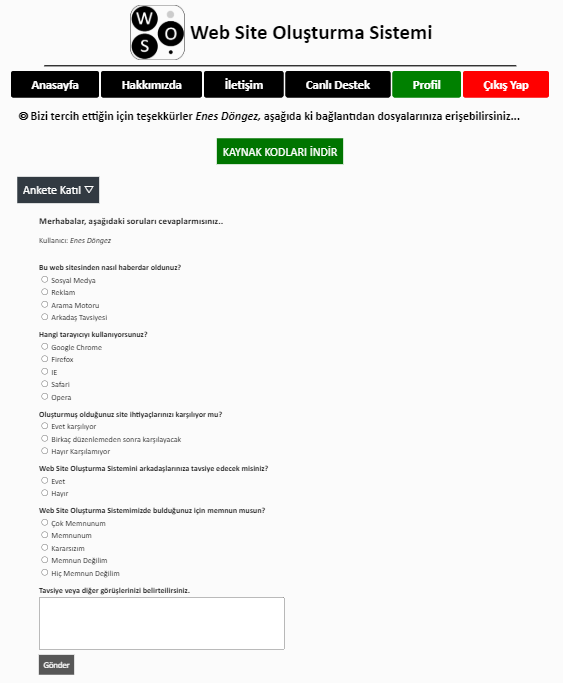 W
O
S
Web Site Oluşturma Sistemi
Anasayfa
Hakkımızda
İletişim
Canlı Destek
Profil
Çıkış Yap
© Bizi tercih ettiğin için teşekkürler Enes Döngez, aşağıda ki bağlantıdan dosyalarınıza erişebilirsiniz...
KAYNAK KODLARI İNDİR
Ankete Katıl ▽
Merhabalar, aşağıdaki soruları cevaplarmısınız..
Kullanıcı: Enes Döngez
Bu web sitesinden nasıl haberdar oldunuz?
Sosyal Medya
Reklam
Arama Motoru
Arkadaş Tavsiyesi
Hangi tarayıcıyı kullanıyorsunuz?
Google Chrome
Firefox
IE
Safari
Opera
Oluşturmuş olduğunuz site ihtiyaçlarınızı karşılıyor mu?
Evet karşılıyor
Birkaç düzenlemeden sonra karşılayacak
Hayır Karşılamıyor
Web Site Oluşturma Sistemini arkadaşlarınıza tavsiye edecek misiniz?
Evet
Hayır
Web Site Oluşturma Sistemimizde bulduğunuz için memnun musun?
Çok Memnunum
Memnunum
Kararsızım
Memnun Değilim
Hiç Memnun Değilim
Tavsiye veya diğer görüşlerinizi belirteilirsiniz.
Gönder